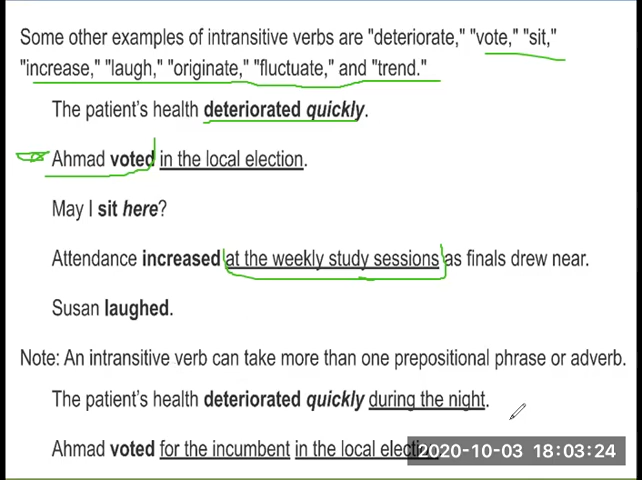 Some other examples of intransitive verbs are "deteriorate," "vote," "sit,"
"increase," "laugh," "originate," "fluctuate," and "trend."
The patient's health deteriorated quickly.
Ahmad voted in the local election.
May I sit here?
Attendance increased at the weekly study sessions as finals drew near.
Susan laughed.
Note: An intransitive verb can take more than one prepositional phrase or adverb.
The patient's health deteriorated quickly during the night.
Ahmad voted for the incumbent in the local election
2020-10-03 18:03:24